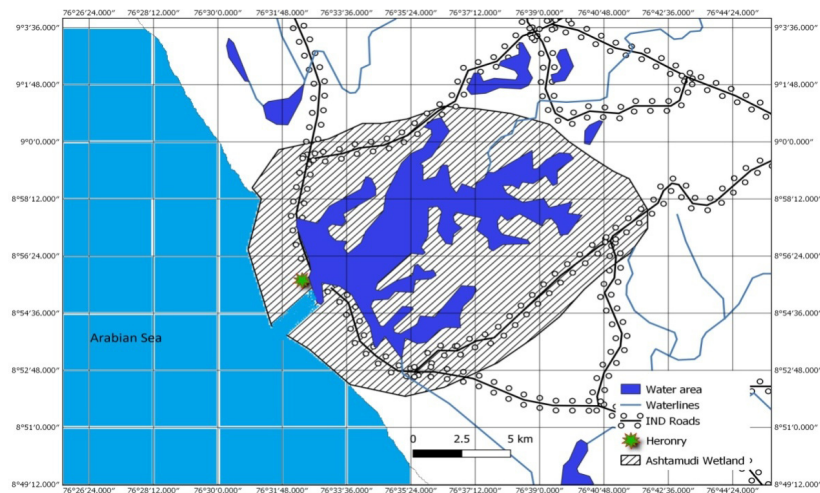 76°26'24.000" 76°28'12.000" 76°30'0.000" 76°31'48.000" 76°33'36.000" 76°35'24.000" 76°37'12.000" 76°39'0.000" 76°40'48.000" 76°42'36.000" 76°44'24.000"
9°3'36.000" 9°3'36.000"
9°1'48.000" 9°1'48.000"
9°0'0.000" 9°0'0.000"
8°58'12.000" 8°58'12.000"
8°56'24.000" 8°56'24.000"
8°54'36.000" 8°54'36.000"
Arabian Sea
8°52'48.000" 8°52'48.000"
Water area
Waterlines
IND Roads
8°51'0.000" 8°51'0.000"
0 2.5 5 km
Heronry
Ashtamudi Wetland
8°49'12.000" 8°49'12.000"
76°26'24.000" 76°28'12.000" 76°30'0.000" 76°31'48.000" 76°33'36.000" 76°35'24.000" 76°37'12.000" 76°39'0.000" 76°40'48.000" 76°42'36.000" 76°44'24.000"